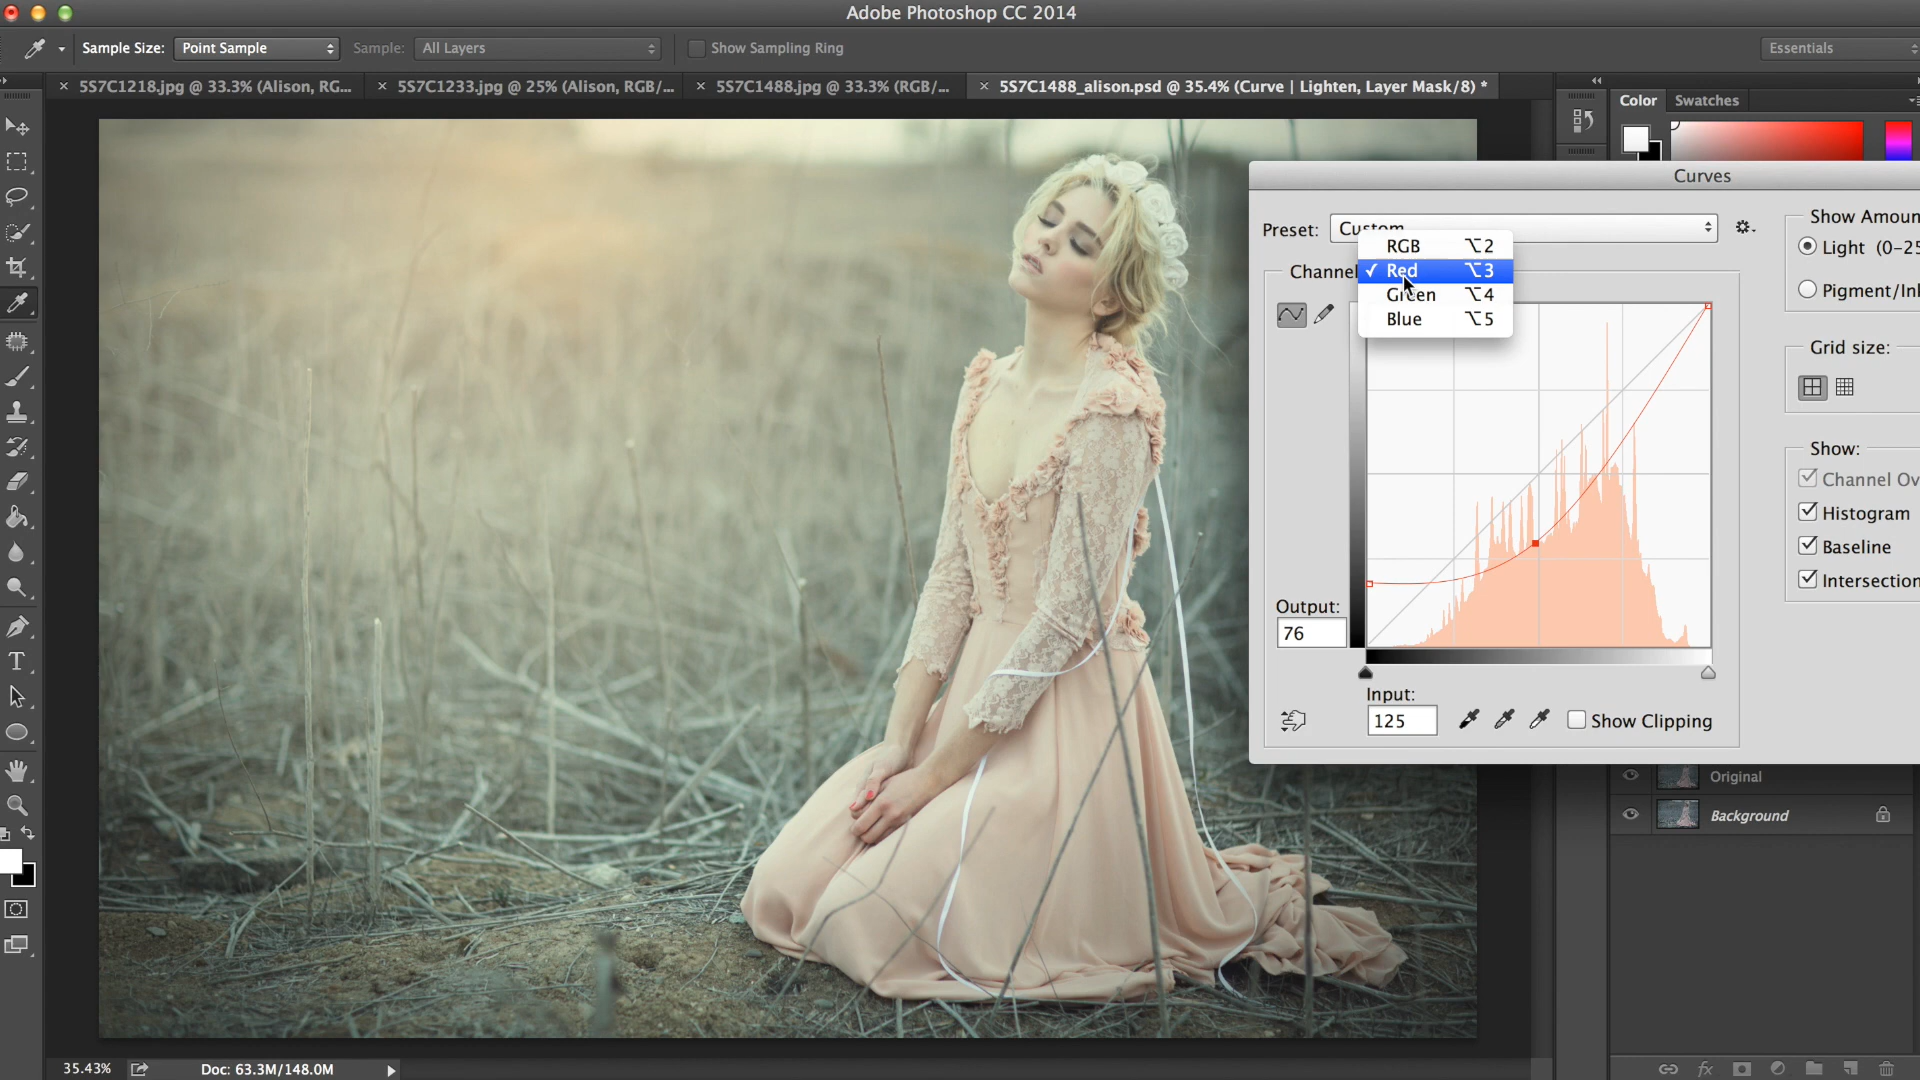 Adobe Photoshop CC 2014
Sample Size: Point Sample Sample: All Layers Show Sampling Ring Essentials
× 5S7C1218.jpg @ 33.3% (Alison, RG... × 5S7C1233.jpg @ 25% (Alison, RGB/... × 5S7C1488.jpg @ 33.3% (RGB/... × 5S7C1488_alison.psd @ 35.4% (Curve | Lighten, Layer Mask/8) *
Color Swatches
Curves
Preset: Custom
Channel
RGB ⌥2
✓ Red ⌥3
Green ⌥4
Blue ⌥5
Show Amoun
Light (0–25
Pigment/Ink
Grid size:
Show:
Channel Ov
Histogram
Baseline
Intersection
Output:
76
Input:
125
Show Clipping
Original
Background
35.43% Doc: 63.3M/148.0M
T
fx